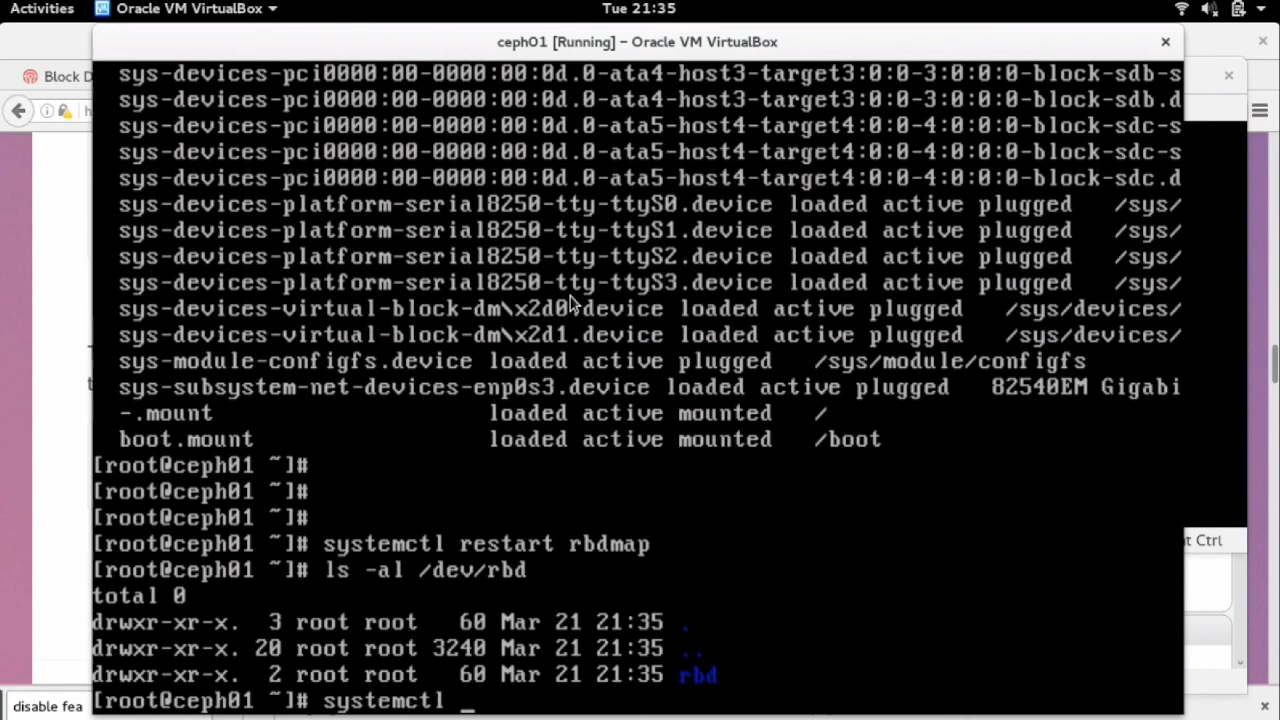 Activities Oracle VM VirtualBox Tue 21:35
ceph01 [Running] – Oracle VM VirtualBox
Block D
sys-devices-pci0000:00-0000:00:0d.0-ata4-host3-target3:0:0-3:0:0:0-block-sdb-s
sys-devices-pci0000:00-0000:00:0d.0-ata4-host3-target3:0:0-3:0:0:0-block-sdb.d
sys-devices-pci0000:00-0000:00:0d.0-ata5-host4-target4:0:0-4:0:0:0-block-sdc-s
sys-devices-pci0000:00-0000:00:0d.0-ata5-host4-target4:0:0-4:0:0:0-block-sdc-s
sys-devices-pci0000:00-0000:00:0d.0-ata5-host4-target4:0:0-4:0:0:0-block-sdc.d
sys-devices-platform-serial8250-tty-ttyS0.device loaded active plugged /sys/
sys-devices-platform-serial8250-tty-ttyS1.device loaded active plugged /sys/
sys-devices-platform-serial8250-tty-ttyS2.device loaded active plugged /sys/
sys-devices-platform-serial8250-tty-ttyS3.device loaded active plugged /sys/
sys-devices-virtual-block-dm\x2d0.device loaded active plugged /sys/devices/
sys-devices-virtual-block-dm\x2d1.device loaded active plugged /sys/devices/
sys-module-configfs.device loaded active plugged /sys/module/configfs
sys-subsystem-net-devices-enp0s3.device loaded active plugged 82540EM Gigabi
-.mount loaded active mounted /
boot.mount loaded active mounted /boot
[root@ceph01 ~]#
[root@ceph01 ~]#
[root@ceph01 ~]#
[root@ceph01 ~]# systemctl restart rbdmap
[root@ceph01 ~]# ls -al /dev/rbd
total 0
drwxr-xr-x. 3 root root 60 Mar 21 21:35 .
drwxr-xr-x. 20 root root 3240 Mar 21 21:35 ..
drwxr-xr-x. 2 root root 60 Mar 21 21:35 rbd
[root@ceph01 ~]# systemctl _
t Ctrl
disable fea